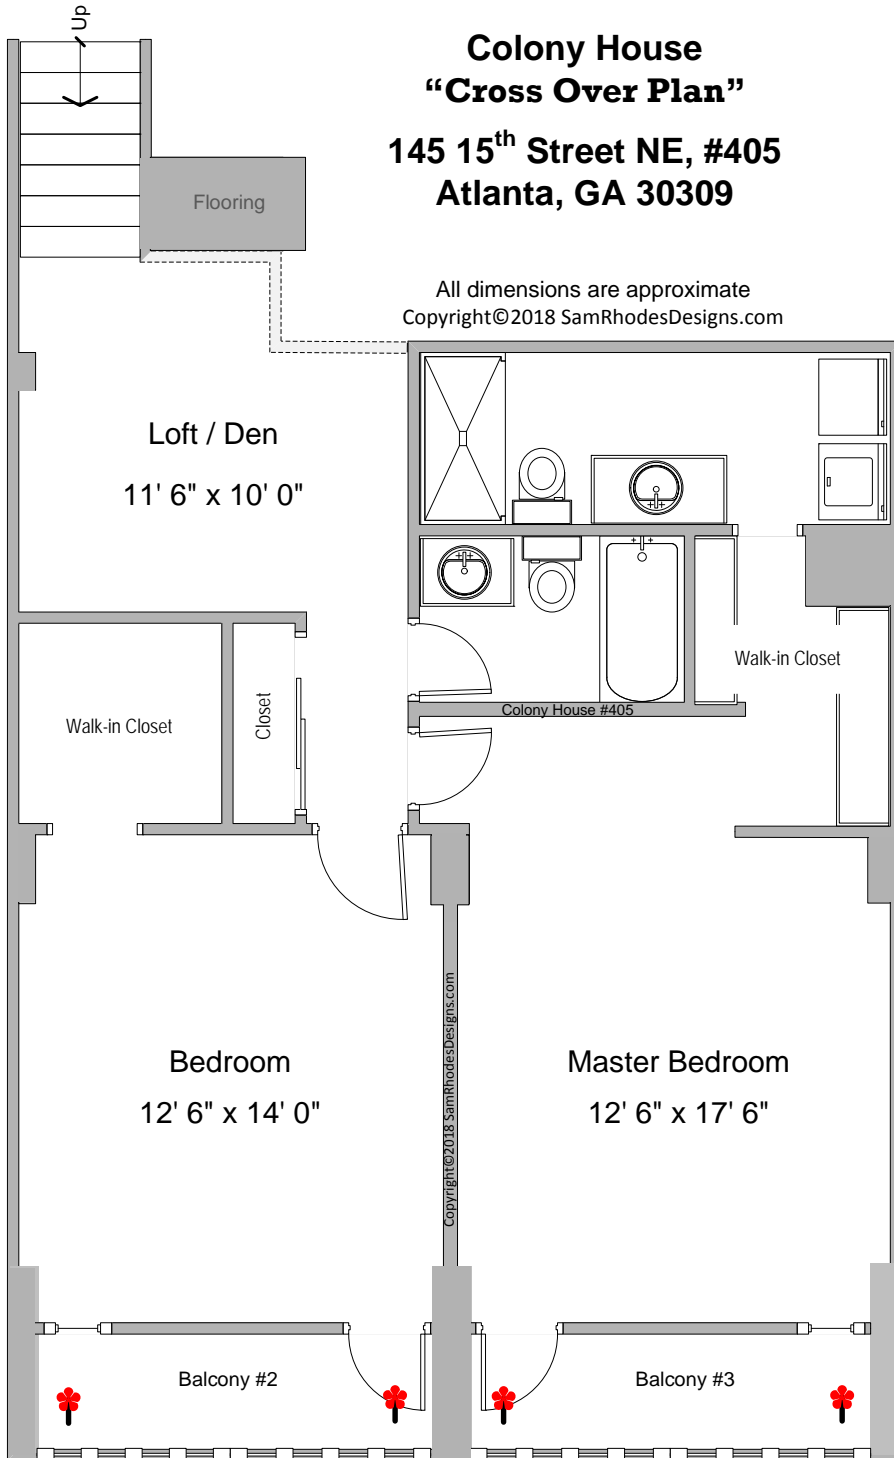 Up
Colony House
“Cross Over Plan”
145 15th Street NE, #405
Atlanta, GA 30309
Flooring
All dimensions are approximate
Copyright©2018 SamRhodesDesigns.com
Loft / Den
11' 6" x 10' 0"
Walk-in Closet
Closet
Walk-in Closet
Colony House #405
Copyright©2018 SamRhodesDesigns.com
Bedroom
12' 6" x 14' 0"
Master Bedroom
12' 6" x 17' 6"
Balcony #2
Balcony #3